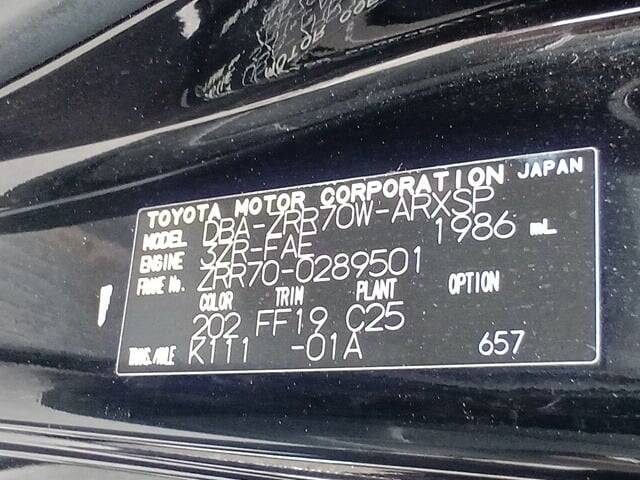 TOYOTA MOTOR CORPORATION JAPAN
MODEL DBA-ZRR70W-ARXSP
ENGINE 3ZR-FAE 1986 mL
FRAME No. ZRR70-0289501
COLOR TRIM PLANT OPTION
202 FF19 C25
TRANS./AXLE K111 -01A 657